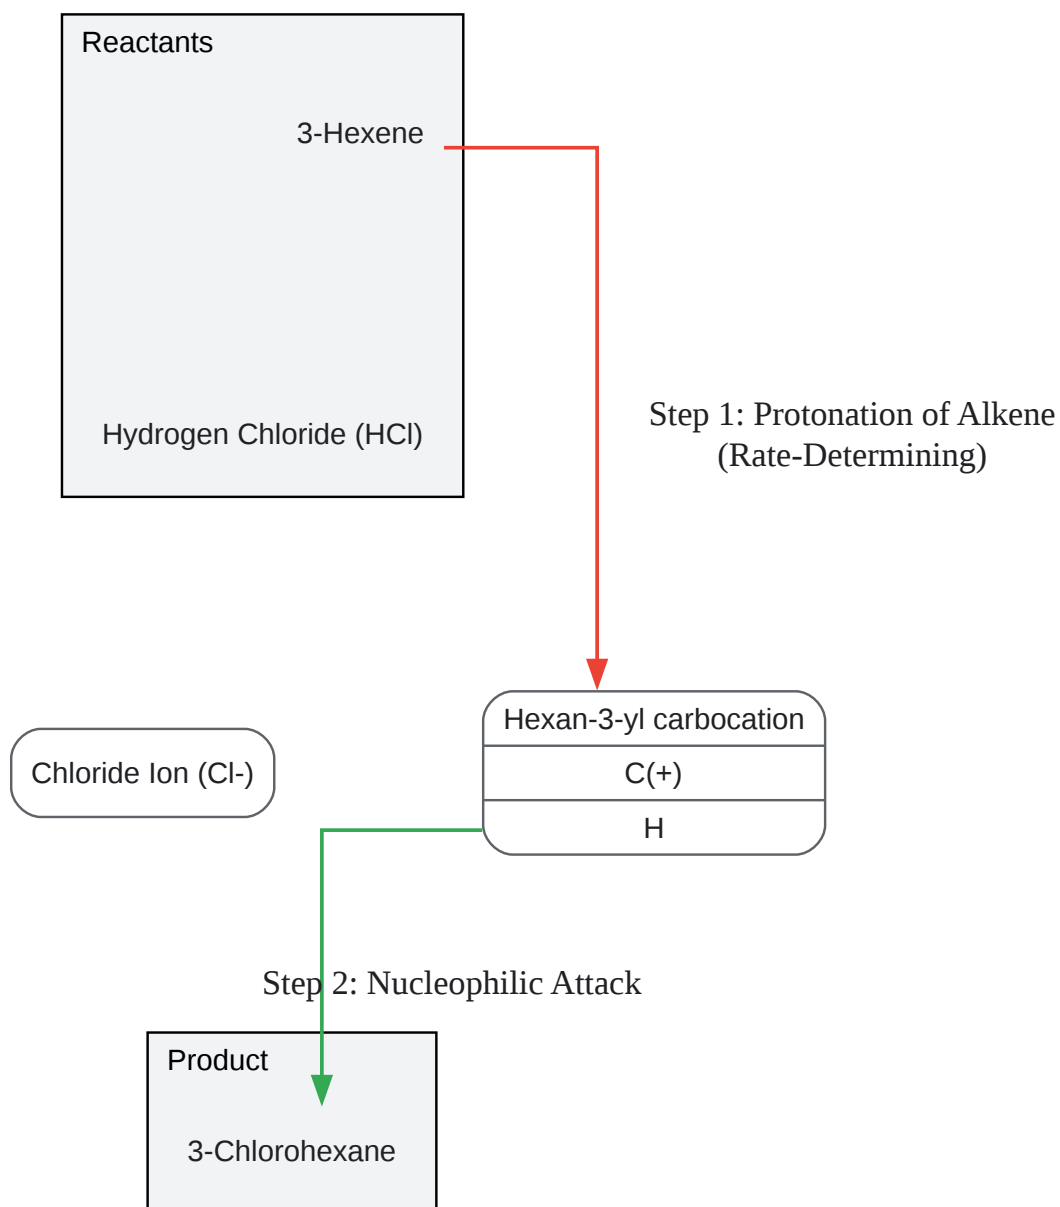 Reactants
3-Hexene
Hydrogen Chloride (HCl)
Step 1: Protonation of Alkene
(Rate-Determining)
Hexan-3-yl carbocation
C(+)
H
Chloride Ion (Cl-)
Step 2: Nucleophilic Attack
Product
3-Chlorohexane